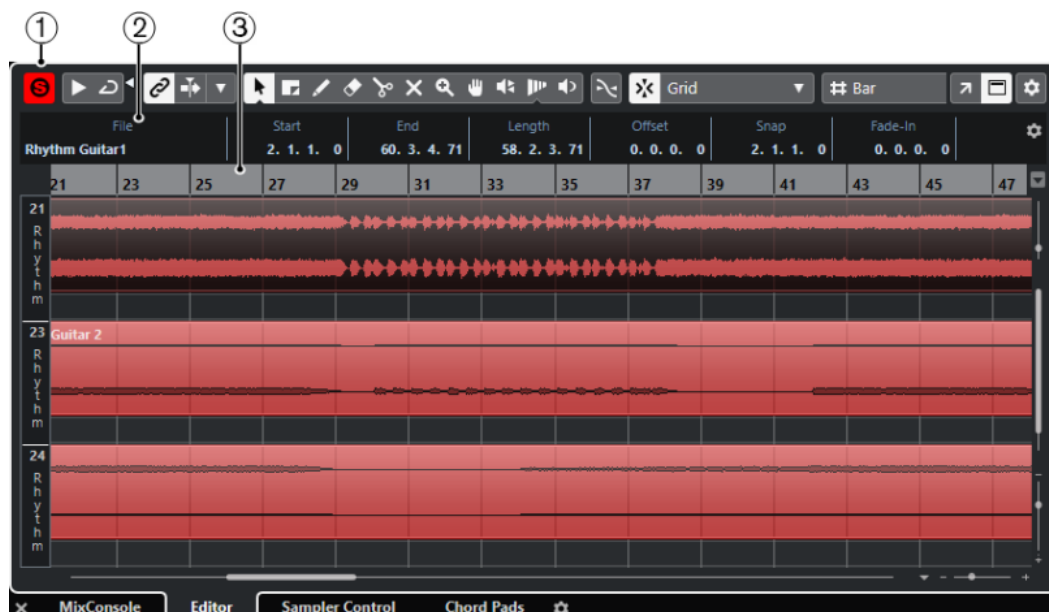 1 2 3
S Grid Bar
File Start End Length Offset Snap Fade-In
Rhythm Guitar1 2. 1. 1. 0 60. 3. 4. 71 58. 2. 3. 71 0. 0. 0. 0 2. 1. 1. 0 0. 0. 0. 0
21 23 25 27 29 31 33 35 37 39 41 43 45 47
21
Rhythm
23 Guitar 2
Rhythm
24
Rhythm
MixConsole Editor Sampler Control Chord Pads